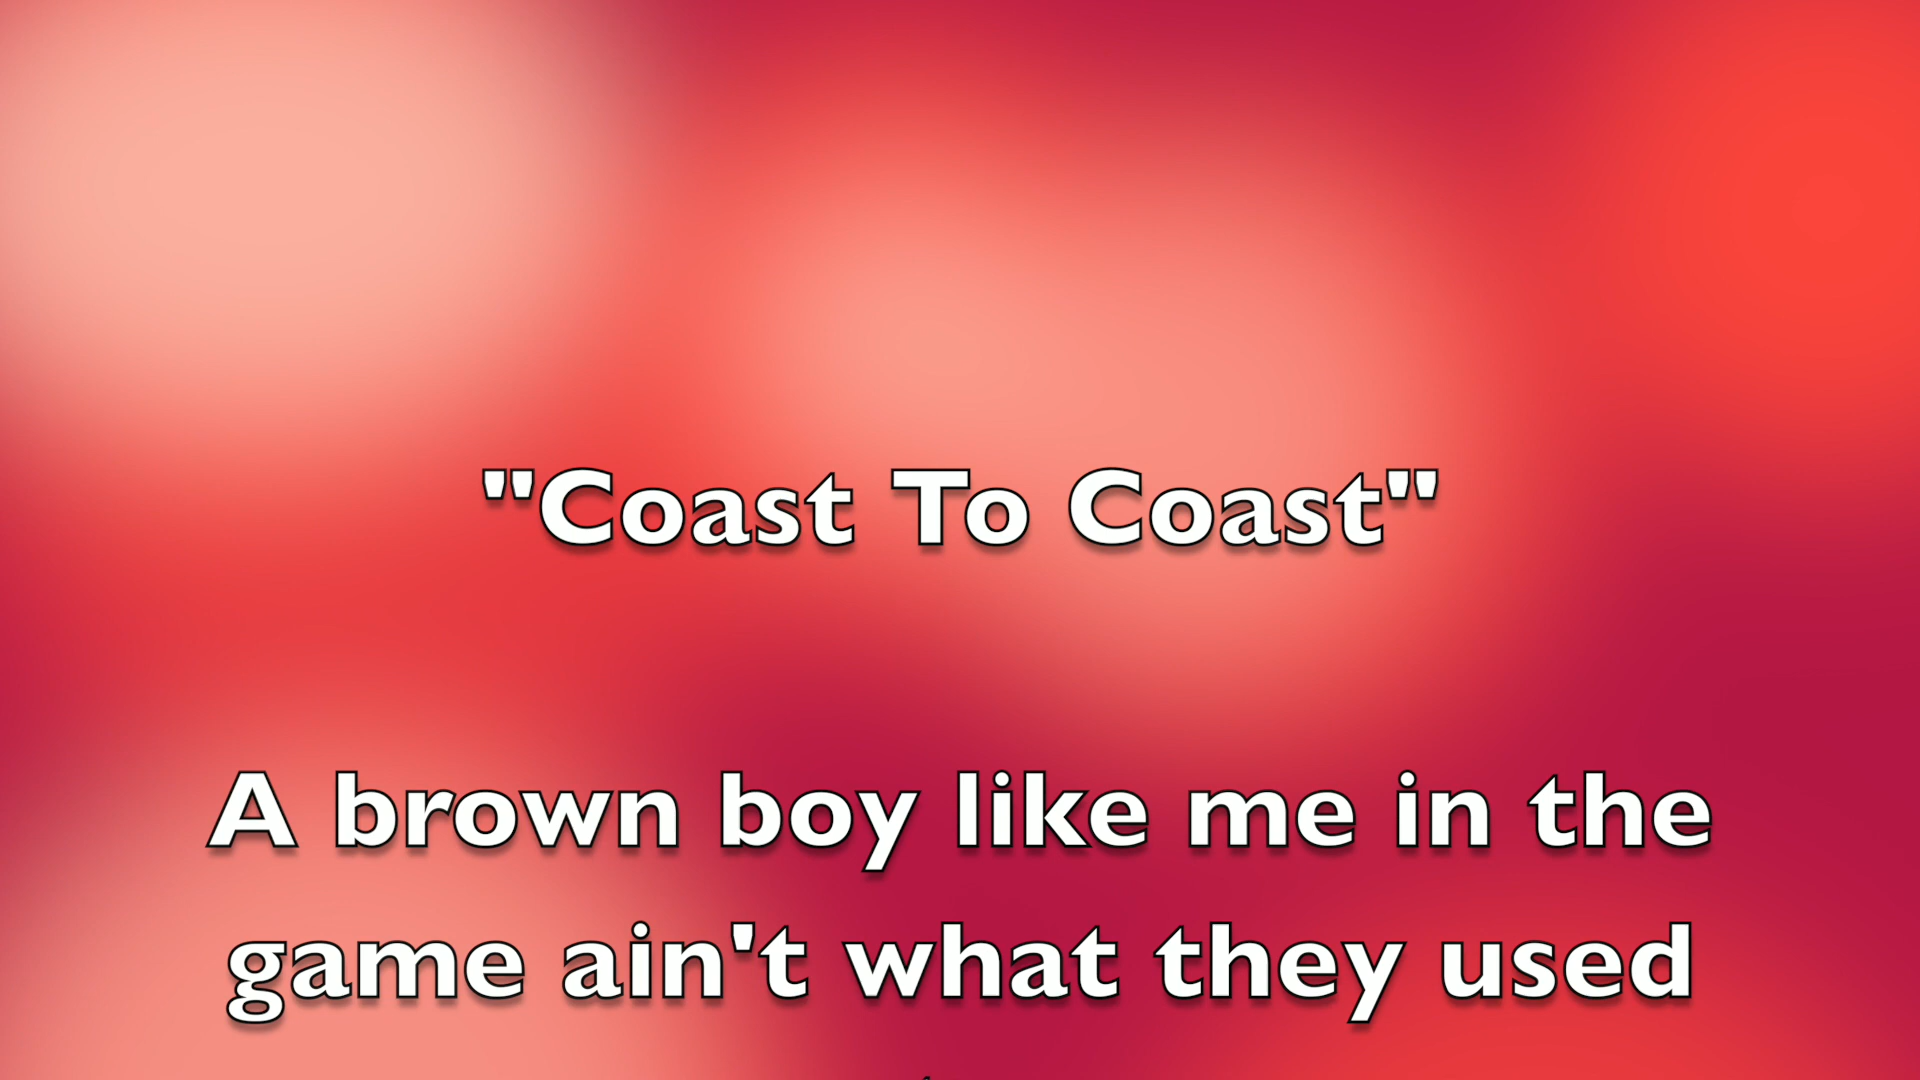 "Coast To Coast"
A brown boy like me in the
game ain't what they used